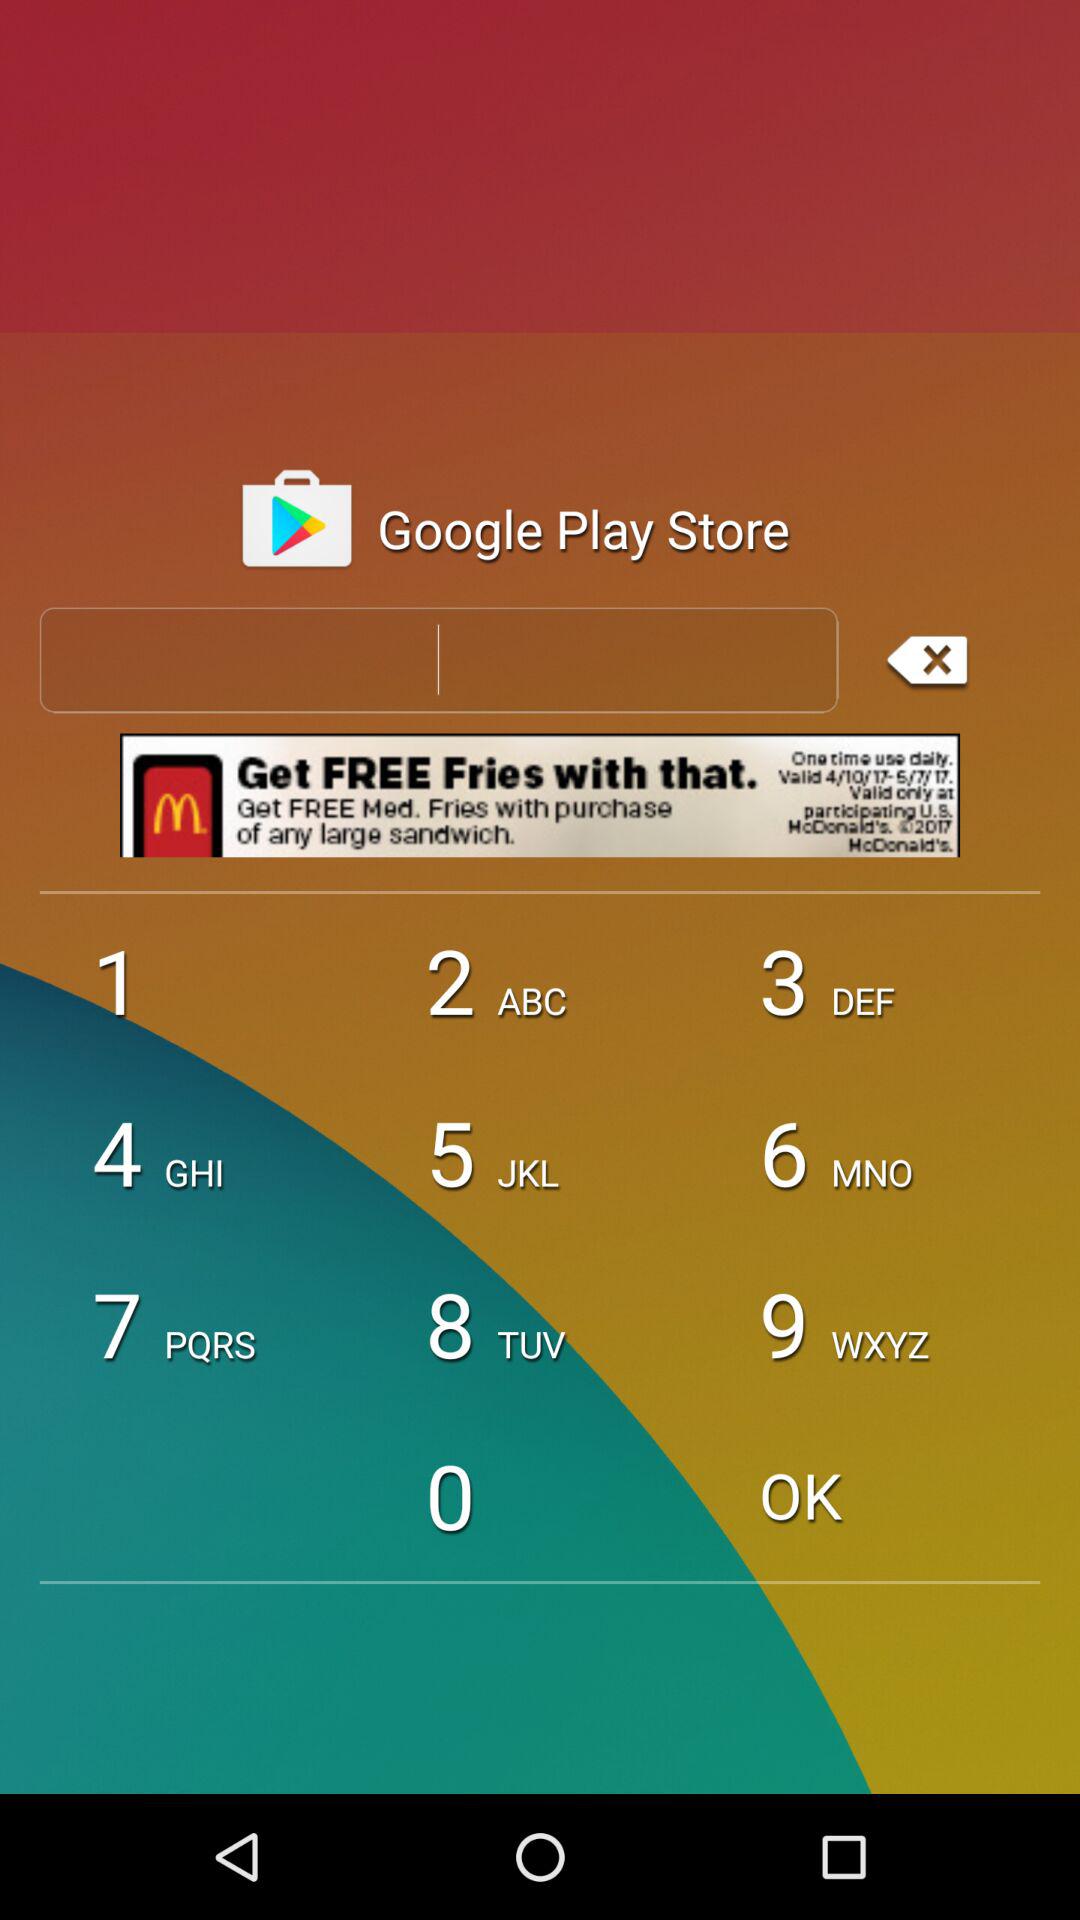 Google Play Store
Get FREE Fries with that.
Get FREE Med. Fries with purchase
of any large sandwich.
One time use daily.
Valid 4/10/17-5/7/17.
Valid only at
participating U.S.
McDonald's. ©2017
McDonald's.
1
2 ABC
3 DEF
4 GHI
5 JKL
6 MNO
7 PQRS
8 TUV
9 WXYZ
0
OK